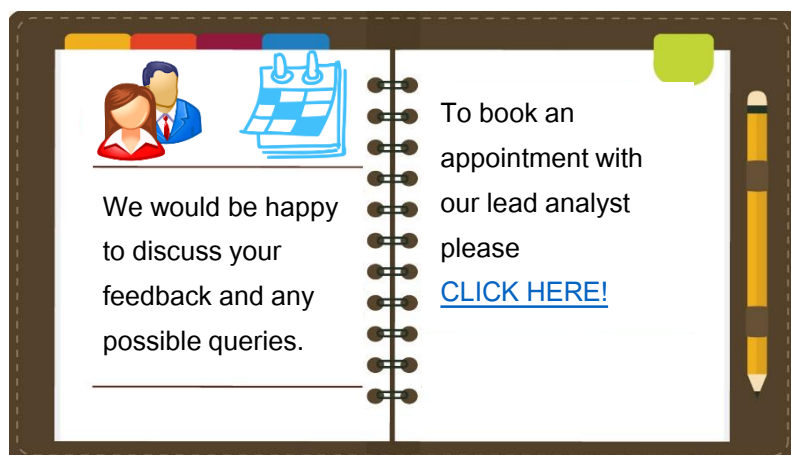 We would be happy
to discuss your
feedback and any
possible queries.
To book an
appointment with
our lead analyst
please
CLICK HERE!